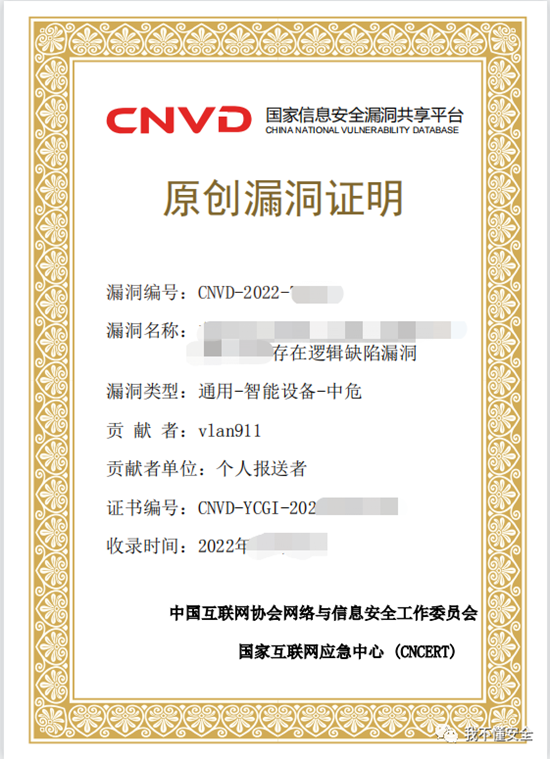 CNVD 国家信息安全漏洞共享平台
CHINA NATIONAL VULNERABILITY DATABASE
原创漏洞证明
漏洞编号：CNVD-2022-
漏洞名称：
存在逻辑缺陷漏洞
漏洞类型：通用-智能设备-中危
贡 献 者：vlan911
贡献者单位：个人报送者
证书编号：CNVD-YCGI-202
收录时间：2022年
中国互联网协会网络与信息安全工作委员会
国家互联网应急中心 (CNCERT)
我不懂安全